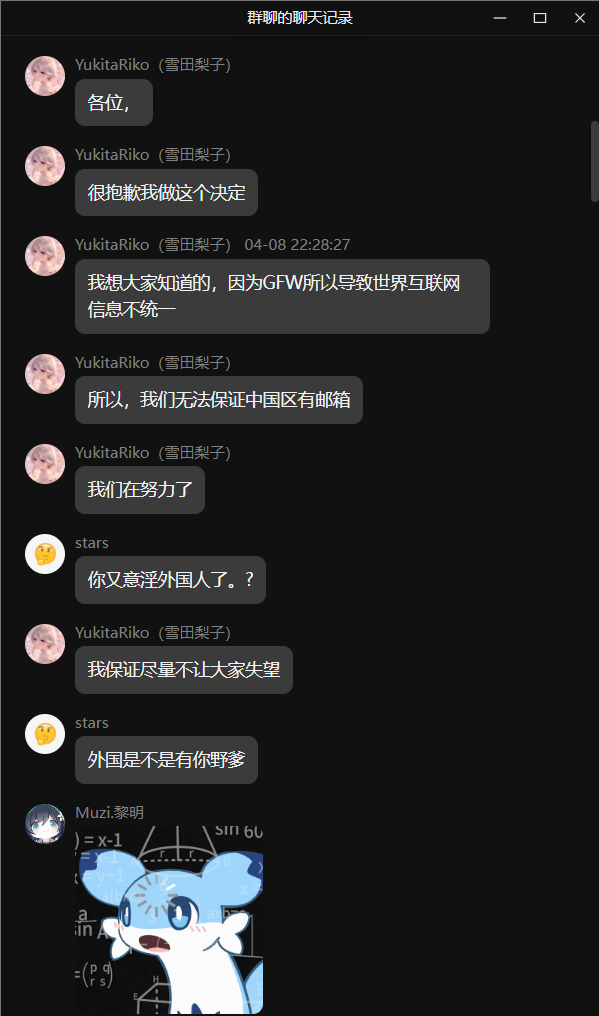 群聊的聊天记录
YukitaRiko（雪田梨子）
各位，
YukitaRiko（雪田梨子）
很抱歉我做这个决定
YukitaRiko（雪田梨子） 04-08 22:28:27
我想大家知道的，因为GFW所以导致世界互联网
信息不统一
YukitaRiko（雪田梨子）
所以，我们无法保证中国区有邮箱
YukitaRiko（雪田梨子）
我们在努力了
stars
你又意淫外国人了。?
YukitaRiko（雪田梨子）
我保证尽量不让大家失望
stars
外国是不是有你野爹
Muzi.黎明
sin 60
) = x-1
= x-1
r r
= y+1
a
sin A
=(p q
r s)
H
E